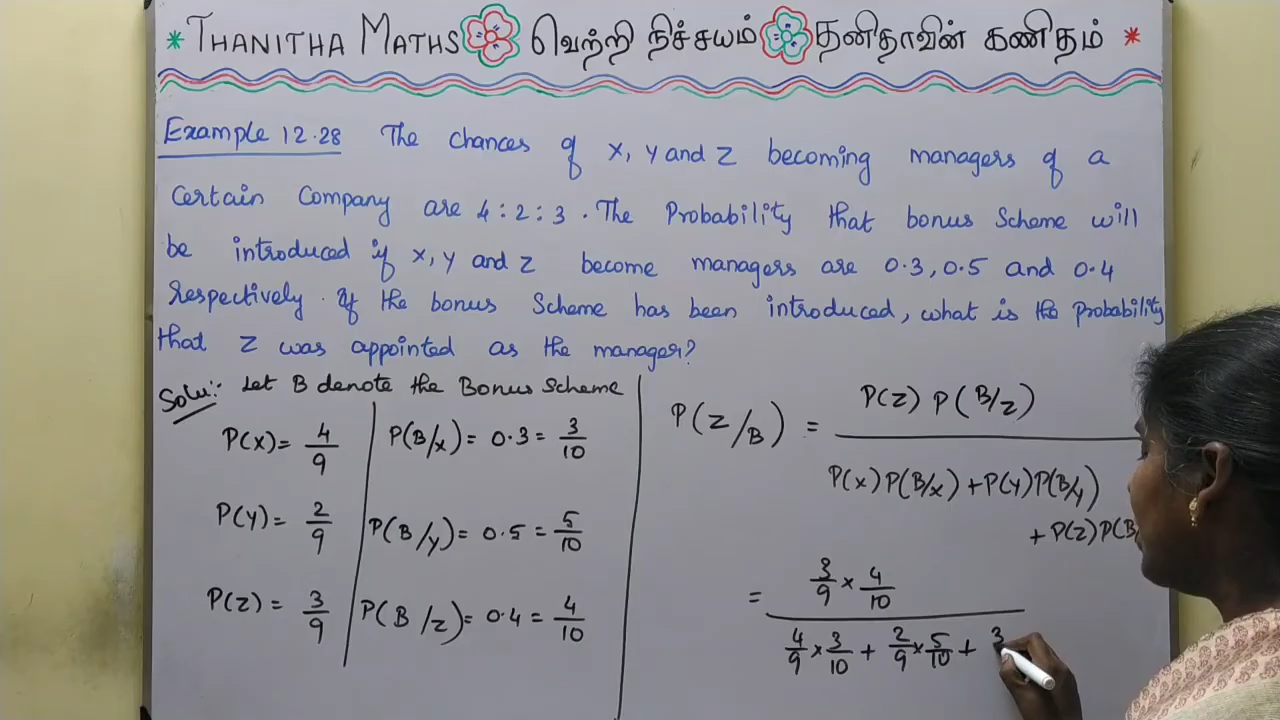 * THANITHA MATHS வெற்றி நிச்சயம் தனிதாவின் கணிதம் *
Example 12.28 The chances of X, Y and Z becoming managers of a
certain Company are 4:2:3. The Probability that bonus Scheme will
be introduced if X, Y and Z become managers are 0.3, 0.5 and 0.4
respectively. If the bonus Scheme has been introduced, what is the Probability
that Z was appointed as the manager?
Solu:- Let B denote the Bonus Scheme
P(X) = 4/9
P(Y) = 2/9
P(Z) = 3/9
P(B/X) = 0.3 = 3/10
P(B/Y) = 0.5 = 5/10
P(B/Z) = 0.4 = 4/10
P(Z/B) = P(Z) P(B/Z)
P(X) P(B/X) + P(Y) P(B/Y)
+ P(Z) P(B/
= 3/9 × 4/10
4/9 × 3/10 + 2/9 × 5/10 + 3